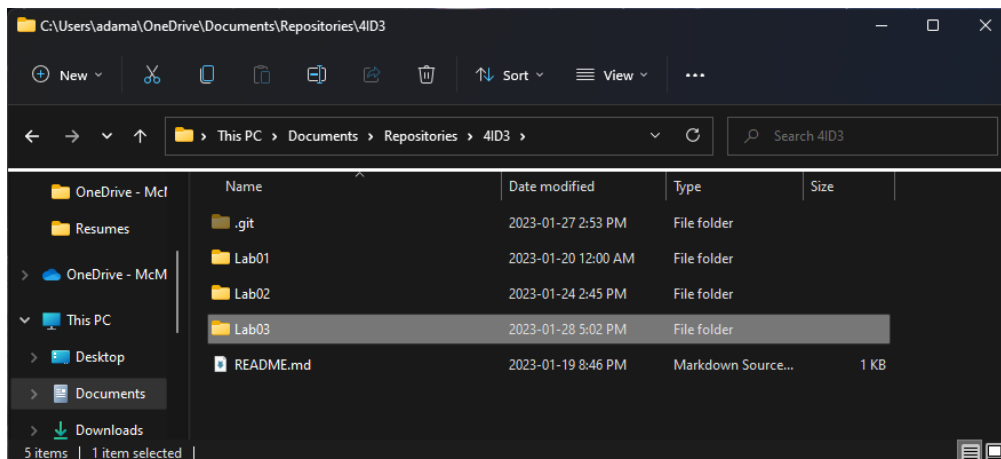 C:\Users\adama\OneDrive\Documents\Repositories\4ID3
New Sort View
This PC > Documents > Repositories > 4ID3 > Search 4ID3
Name Date modified Type Size
OneDrive - McM
Resumes
OneDrive - McM
This PC
Desktop
Documents
Downloads
.git 2023-01-27 2:53 PM File folder
Lab01 2023-01-20 12:00 AM File folder
Lab02 2023-01-24 2:45 PM File folder
Lab03 2023-01-28 5:02 PM File folder
README.md 2023-01-19 8:46 PM Markdown Source... 1 KB
5 items | 1 item selected |